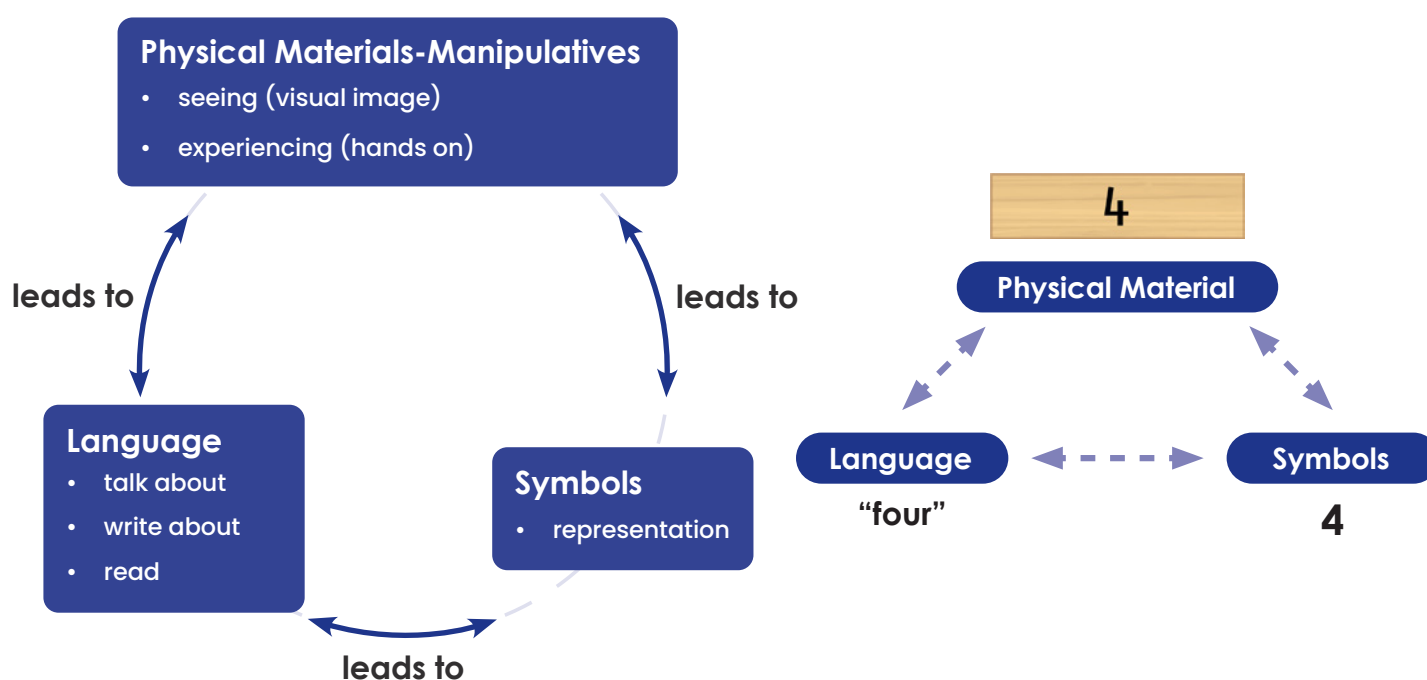 Physical Materials-Manipulatives
• seeing (visual image)
• experiencing (hands on)
leads to
leads to
Language
• talk about
• write about
• read
Symbols
• representation
leads to
4
Physical Material
Language
“four”
Symbols
4